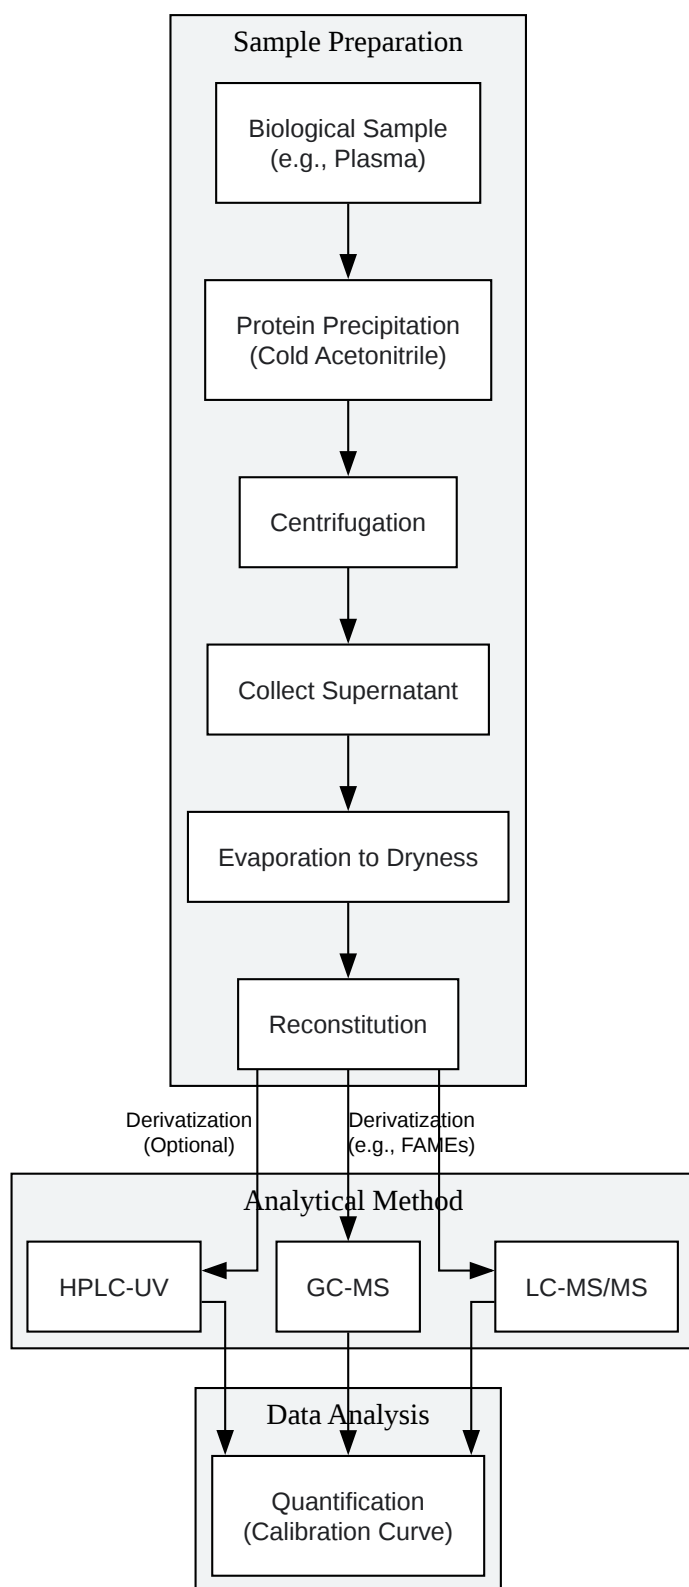 Sample Preparation
Biological Sample
(e.g., Plasma)
Protein Precipitation
(Cold Acetonitrile)
Centrifugation
Collect Supernatant
Evaporation to Dryness
Reconstitution
Derivatization
(Optional)
Derivatization
(e.g., FAMEs)
Analytical Method
HPLC-UV
GC-MS
LC-MS/MS
Data Analysis
Quantification
(Calibration Curve)